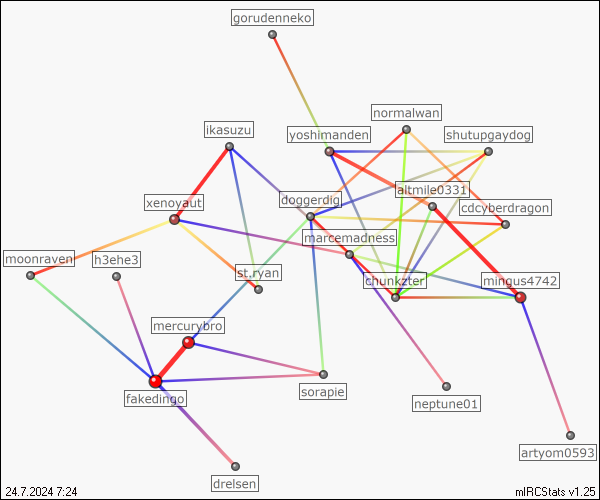 gorudenneko
normalwan
ikasuzu
yoshimanden
shutupgaydog
altmile0331
xenoyaut
doggerdig
cdcyberdragon
marcemadness
moonraven
h3ehe3
st.ryan
chunkzter
mingus4742
mercurybro
fakedingo
sorapie
neptune01
artyom0593
drelsen
24.7.2024 7:24
mIRCStats v1.25